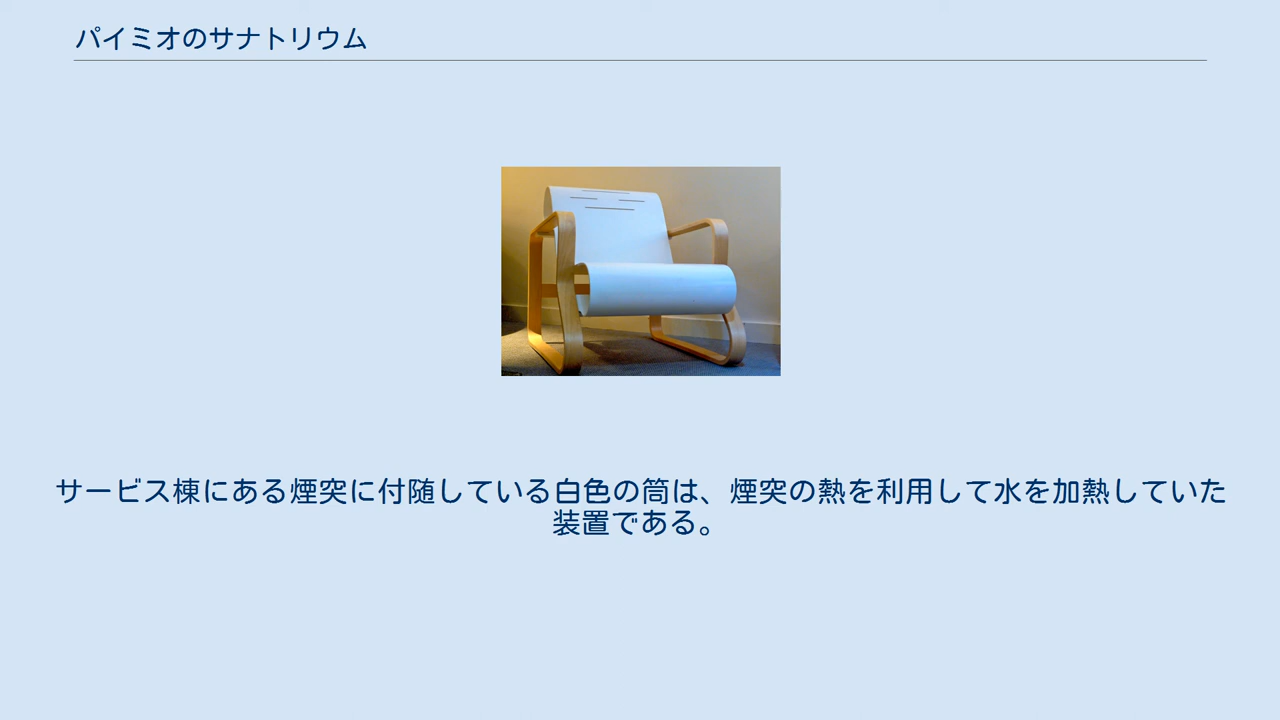 パイミオのサナトリウム
サービス棟にある煙突に付随している白色の筒は、煙突の熱を利用して水を加熱していた
装置である。